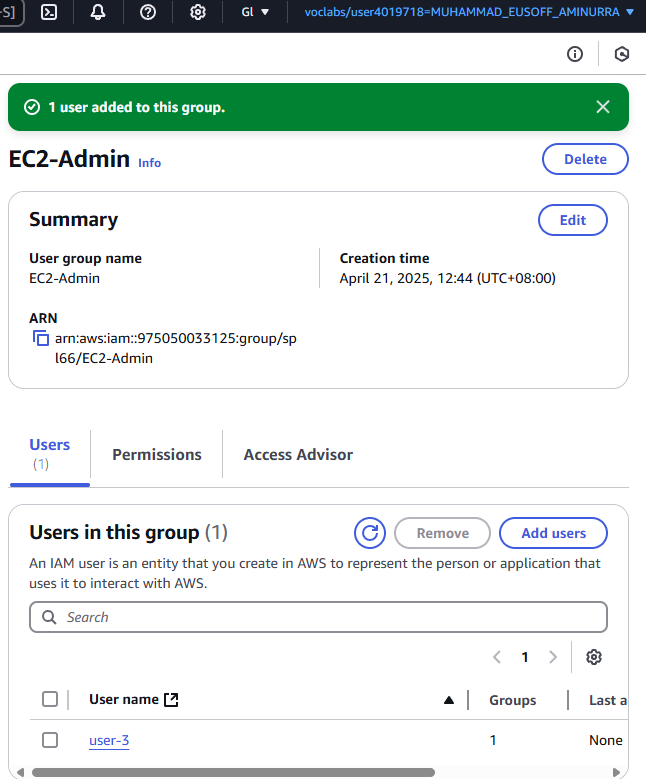 S]
Gl ▼ voclabs/user4019718=MUHAMMAD_EUSOFF_AMINURRA ▼
1 user added to this group.
EC2-Admin Info
Delete
Summary
Edit
User group name
EC2-Admin
Creation time
April 21, 2025, 12:44 (UTC+08:00)
ARN
arn:aws:iam::975050033125:group/sp
l66/EC2-Admin
Users
(1)
Permissions
Access Advisor
Users in this group (1)
Remove
Add users
An IAM user is an entity that you create in AWS to represent the person or application that
uses it to interact with AWS.
Search
1
User name
Groups
Last a
user-3
1
None